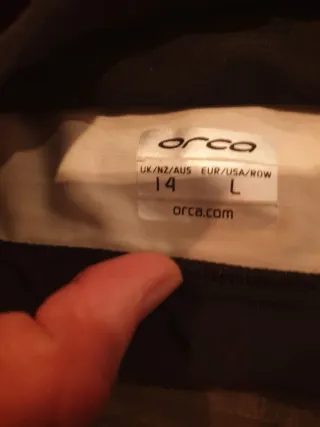 orca
UK/NZ/AUS EUR/USA/ROW
14 L
orca.com